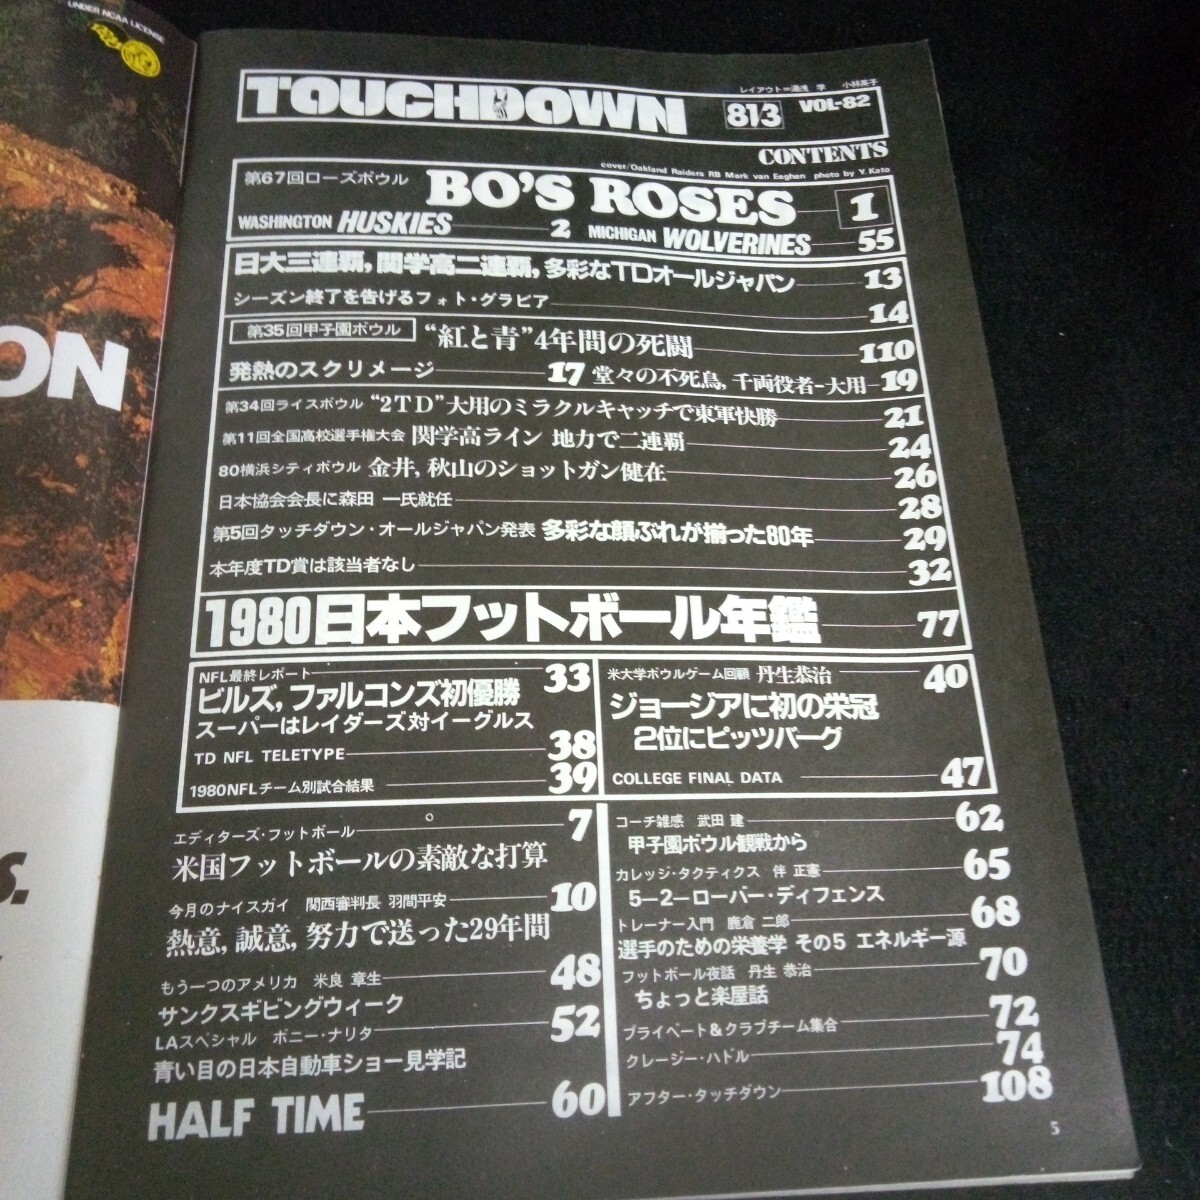 UNDER NCAA LICENSE
ON
S.
TOUCHDOWN
レイアウト=湯浅 学 小林英子
81/3
VOL-82
CONTENTS
cover/Oakland Raiders RB Mark van Eeghen photo by Y. Kato
第67回ローズボウル BO'S ROSES 1
WASHINGTON HUSKIES 2 MICHIGAN WOLVERINES 55
日大三連覇,関学高二連覇,多彩なTDオールジャパン 13
シーズン終了を告げるフォト・グラビア 14
第35回甲子園ボウル “紅と青”4年間の死闘 110
発熱のスクリメージ 17 堂々の不死鳥,千両役者-大用 19
第34回ライスボウル “2TD”大用のミラクルキャッチで東軍快勝 21
第11回全国高校選手権大会 関学高ライン 地力で二連覇 24
80横浜シティボウル 金井,秋山のショットガン健在 26
日本協会会長に森田 一氏就任 28
第5回タッチダウン・オールジャパン発表 多彩な顔ぶれが揃った80年 29
本年度TD賞は該当者なし 32
1980日本フットボール年鑑 77
NFL最終レポート 33
ビルズ,ファルコンズ初優勝
スーパーはレイダーズ対イーグルス
TD NFL TELETYPE 38
1980NFLチーム別試合結果 39
米大学ボウルゲーム回顧 丹生恭治 40
ジョージアに初の栄冠
2位にピッツバーグ
COLLEGE FINAL DATA 47
エディターズ・フットボール 7
米国フットボールの素敵な打算
今月のナイスガイ 関西審判長 羽間平安 10
熱意,誠意,努力で送った29年間
もう一つのアメリカ 米良 章生 48
サンクスギビングウィーク
LAスペシャル ボニー・ナリタ 52
青い目の日本自動車ショー見学記
HALF TIME 60
コーチ雑感 武田 建 62
甲子園ボウル観戦から
カレッジ・タクティクス 伴 正憲 65
5-2-ローバー・ディフェンス
トレーナー入門 鹿倉 二郎 68
選手のための栄養学 その5 エネルギー源
フットボール夜話 丹生 恭治 70
ちょっと楽屋話
プライベート&クラブチーム集合 72
クレージー・ハドル 74
アフター・タッチダウン 108
5